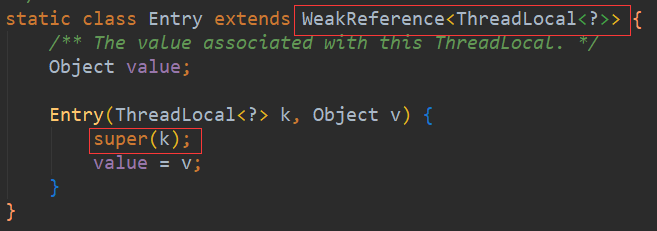 static class Entry extends WeakReference<ThreadLocal<?>> {
/** The value associated with this ThreadLocal. */
Object value;
Entry(ThreadLocal<?> k, Object v) {
super(k);
value = v;
}
}